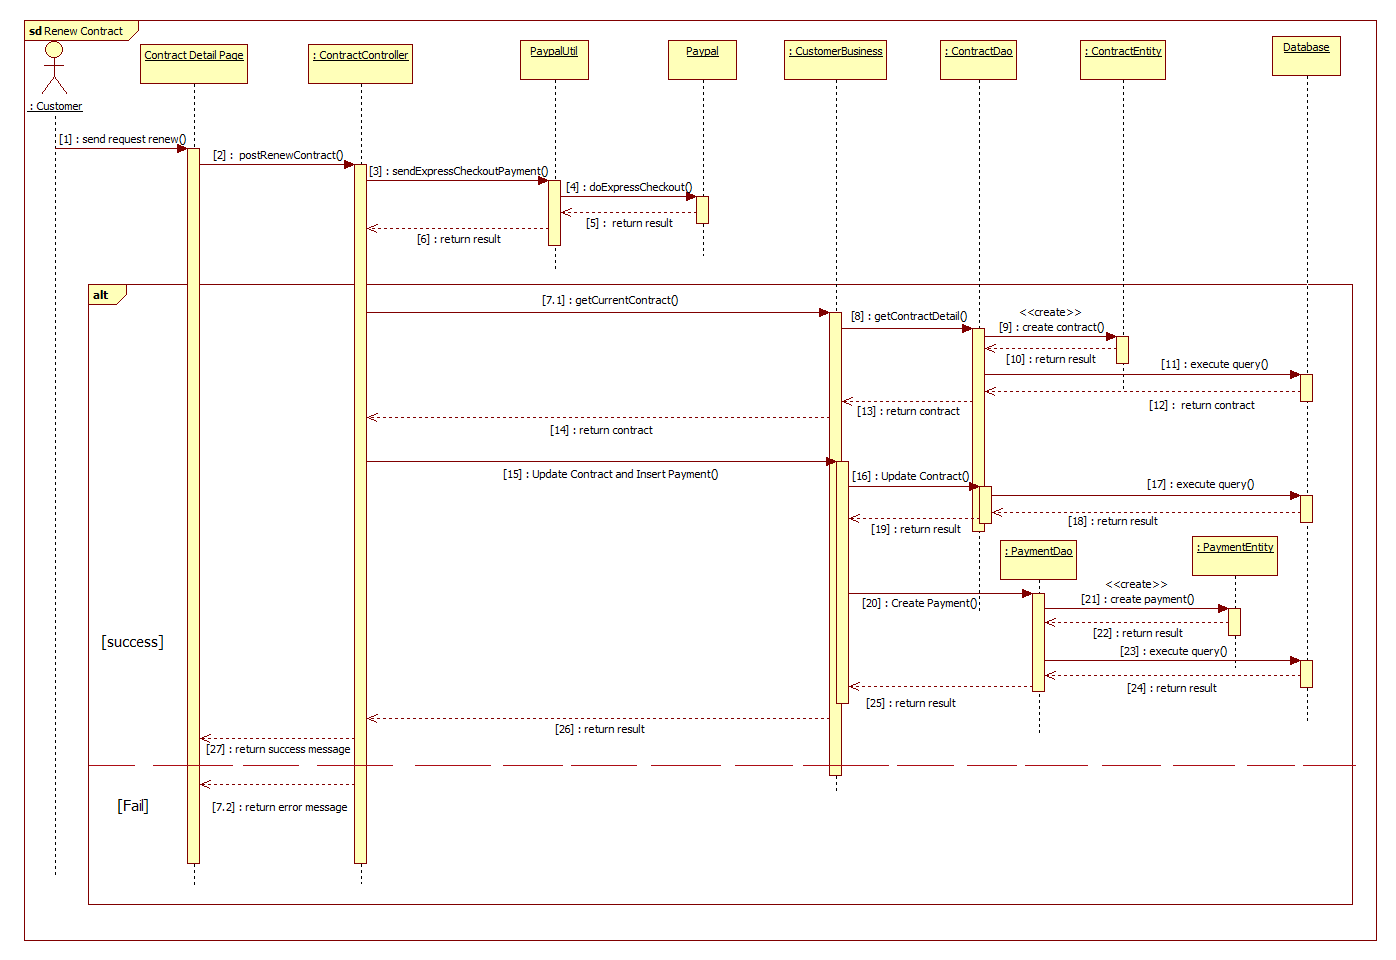 sd Renew Contract
: Customer
Contract Detail Page
: ContractController
PaypalUtil
Paypal
: CustomerBusiness
: ContractDao
: ContractEntity
Database
[1] : send request renew()
[2] : postRenewContract()
[3] : sendExpressCheckoutPayment()
[4] : doExpressCheckout()
[5] : return result
[6] : return result
alt
[7.1] : getCurrentContract()
[8] : getContractDetail()
<<create>>
[9] : create contract()
[10] : return result
[11] : execute query()
[12] : return contract
[13] : return contract
[14] : return contract
[15] : Update Contract and Insert Payment()
[16] : Update Contract()
[17] : execute query()
[18] : return result
[19] : return result
: PaymentDao
: PaymentEntity
<<create>>
[20] : Create Payment()
[21] : create payment()
[22] : return result
[success]
[23] : execute query()
[24] : return result
[25] : return result
[26] : return result
[27] : return success message
[Fail]
[7.2] : return error message